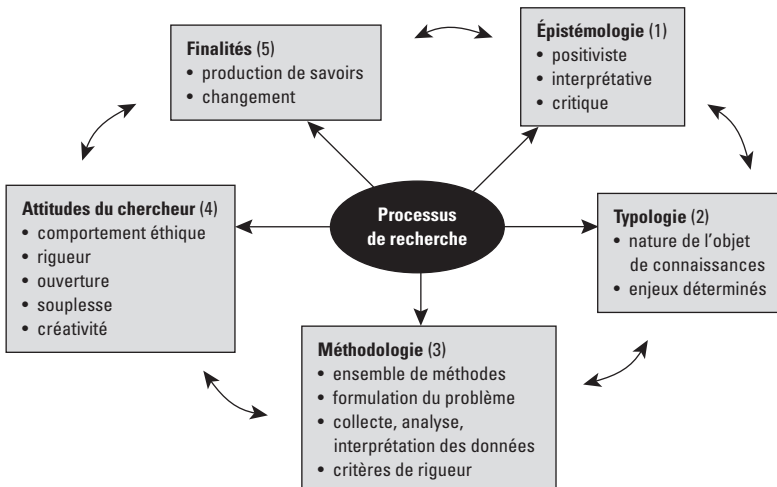 Finalités (5)
• production de savoirs
• changement
Épistémologie (1)
• positiviste
• interprétative
• critique
Attitudes du chercheur (4)
• comportement éthique
• rigueur
• ouverture
• souplesse
• créativité
Processus
de recherche
Typologie (2)
• nature de l'objet
de connaissances
• enjeux déterminés
Méthodologie (3)
• ensemble de méthodes
• formulation du problème
• collecte, analyse,
interprétation des données
• critères de rigueur